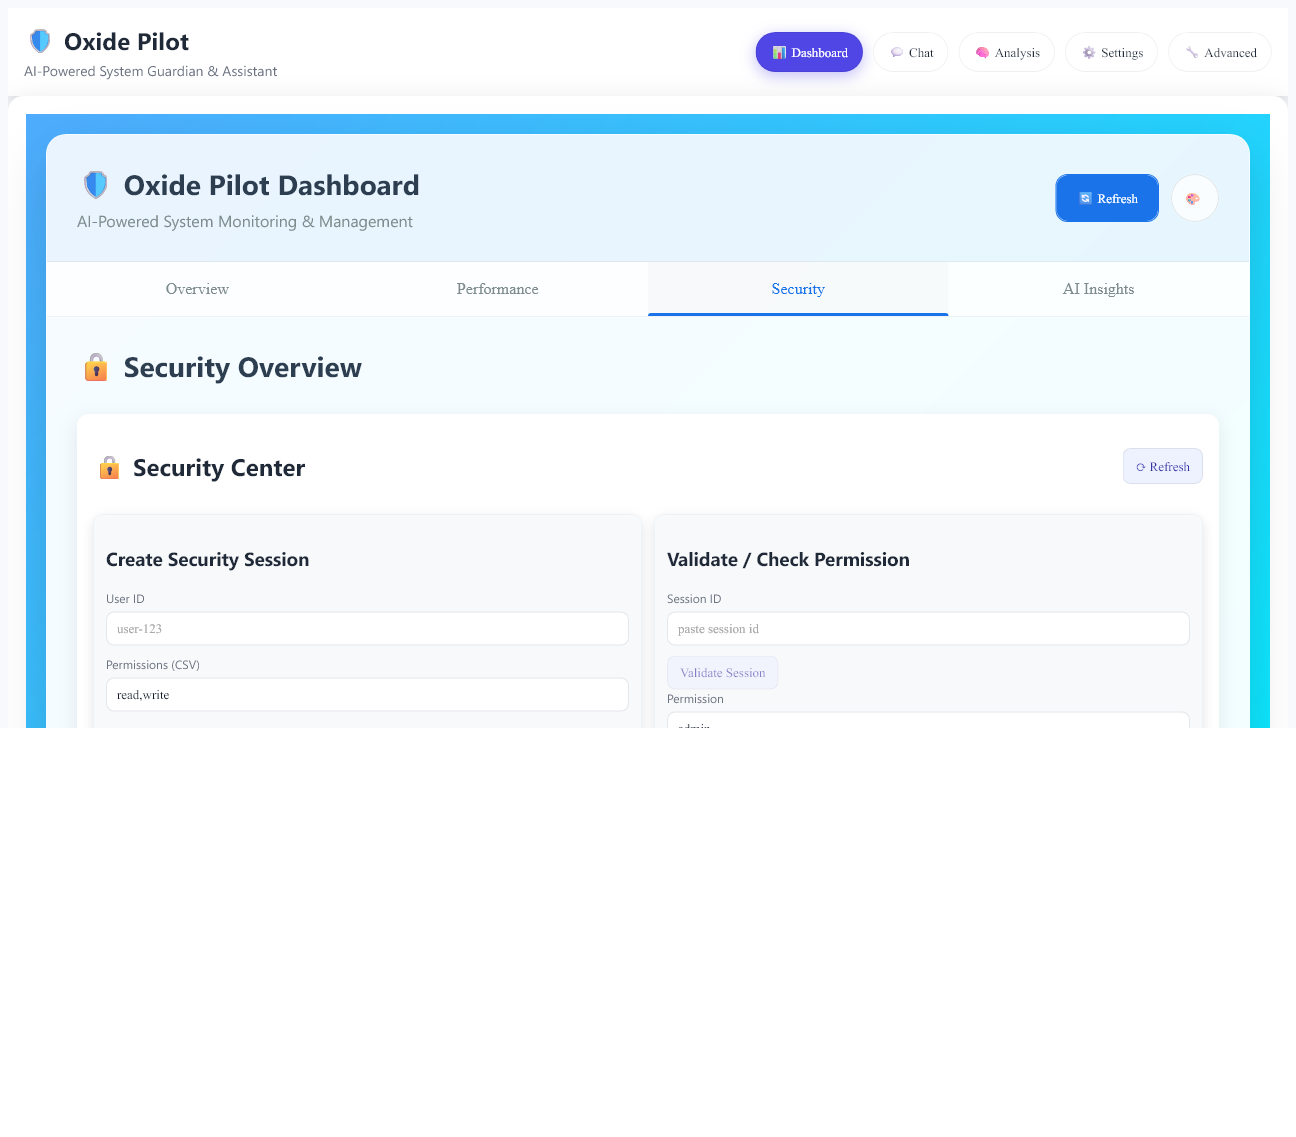 Oxide Pilot
AI-Powered System Guardian & Assistant
Dashboard
Chat
Analysis
Settings
Advanced
Oxide Pilot Dashboard
AI-Powered System Monitoring & Management
Refresh
Overview
Performance
Security
AI Insights
Security Overview
Security Center
Refresh
Create Security Session
User ID
user-123
Permissions (CSV)
read,write
Validate / Check Permission
Session ID
paste session id
Validate Session
Permission